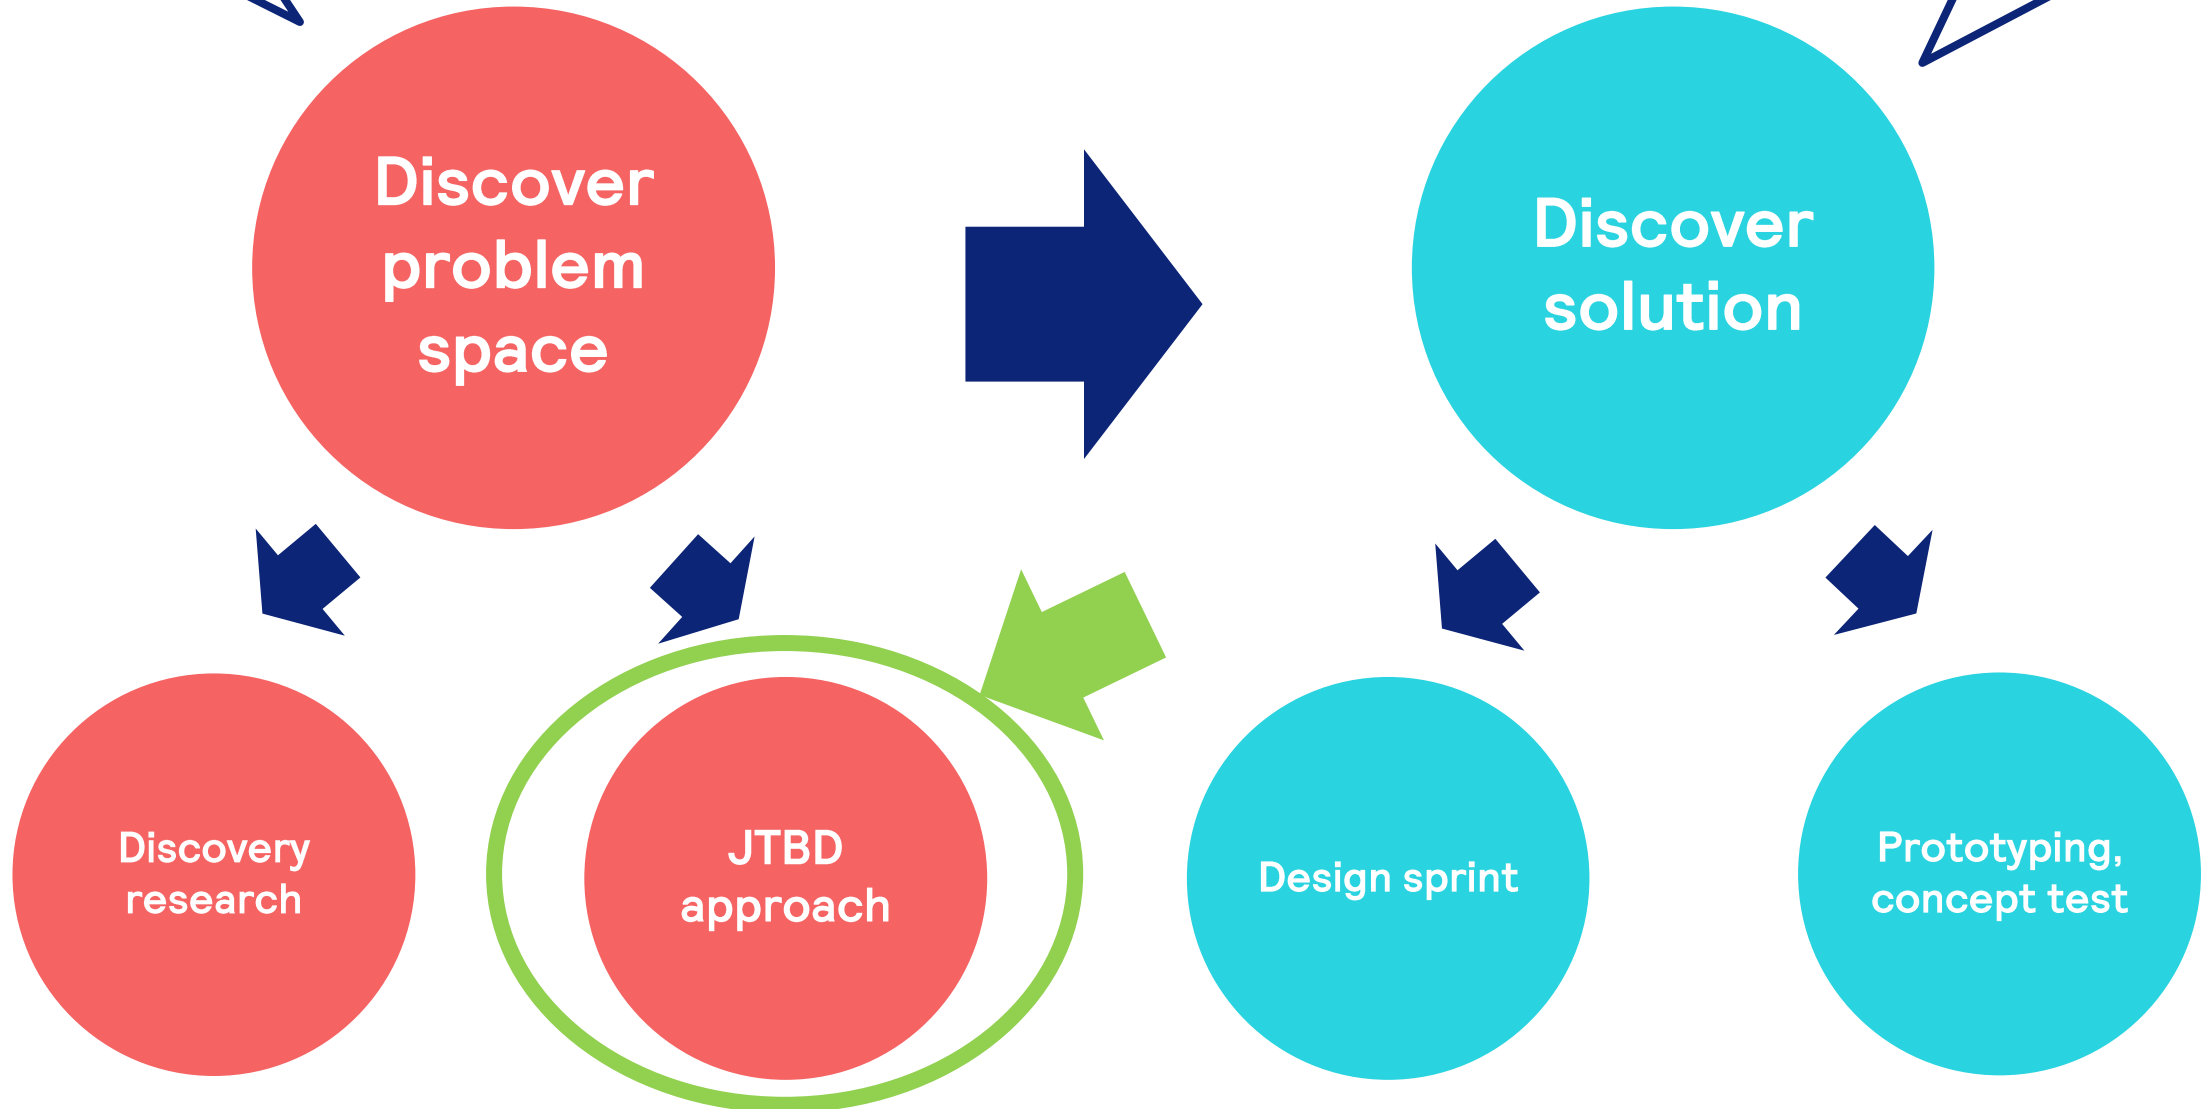 Discover
problem
space
Discover
solution
Discovery
research
JTBD
approach
Design sprint
Prototyping,
concept test